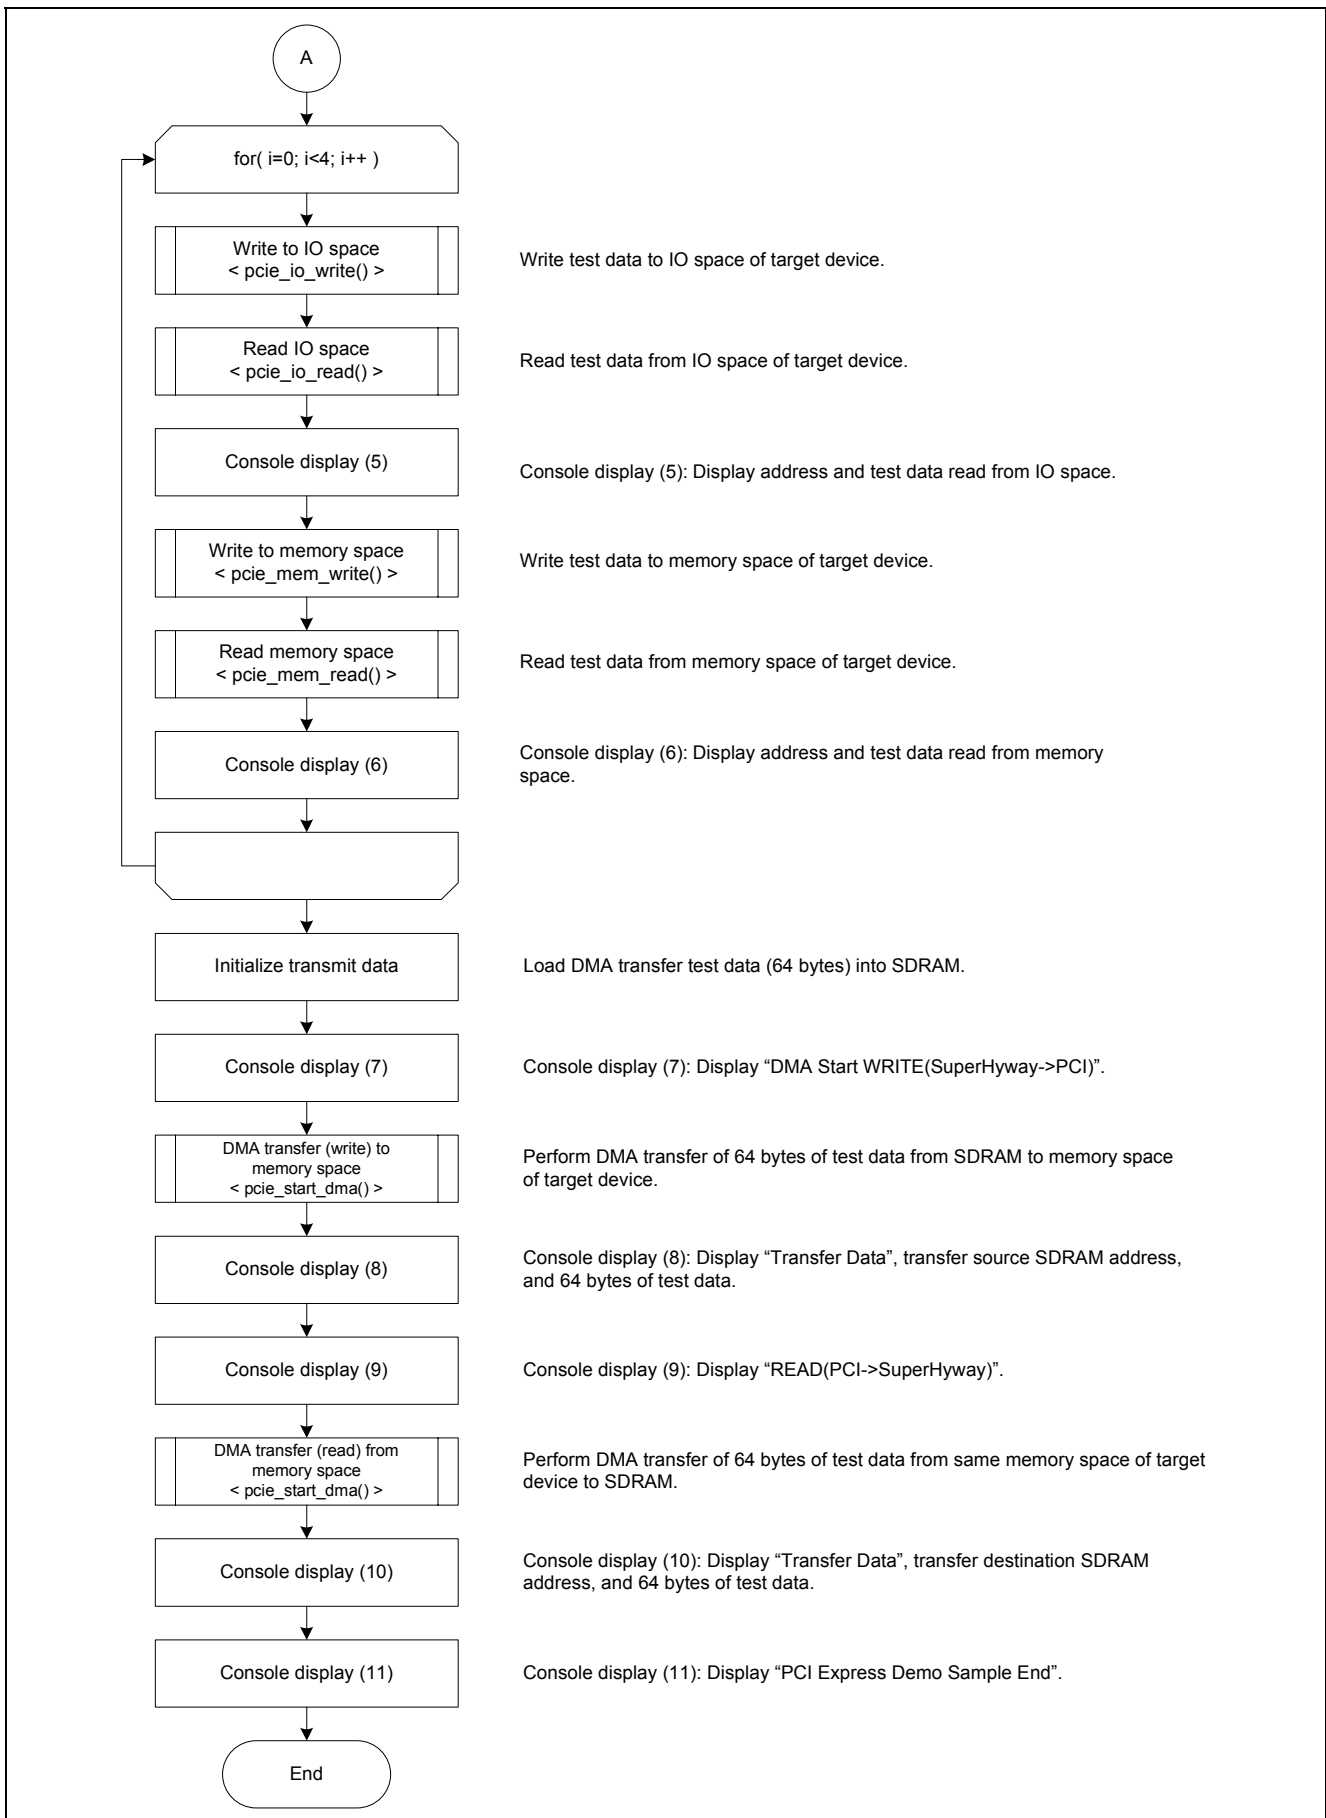 A
for( i=0; i<4; i++ )
Write to IO space
< pcie_io_write() >
Write test data to IO space of target device.
Read IO space
< pcie_io_read() >
Read test data from IO space of target device.
Console display (5)
Console display (5): Display address and test data read from IO space.
Write to memory space
< pcie_mem_write() >
Write test data to memory space of target device.
Read memory space
< pcie_mem_read() >
Read test data from memory space of target device.
Console display (6)
Console display (6): Display address and test data read from memory
space.
Initialize transmit data
Load DMA transfer test data (64 bytes) into SDRAM.
Console display (7)
Console display (7): Display “DMA Start WRITE(SuperHyway->PCI)”.
DMA transfer (write) to
memory space
< pcie_start_dma() >
Perform DMA transfer of 64 bytes of test data from SDRAM to memory space
of target device.
Console display (8)
Console display (8): Display “Transfer Data”, transfer source SDRAM address,
and 64 bytes of test data.
Console display (9)
Console display (9): Display “READ(PCI->SuperHyway)”.
DMA transfer (read) from
memory space
< pcie_start_dma() >
Perform DMA transfer of 64 bytes of test data from same memory space of target
device to SDRAM.
Console display (10)
Console display (10): Display “Transfer Data”, transfer destination SDRAM
address, and 64 bytes of test data.
Console display (11)
Console display (11): Display “PCI Express Demo Sample End”.
End